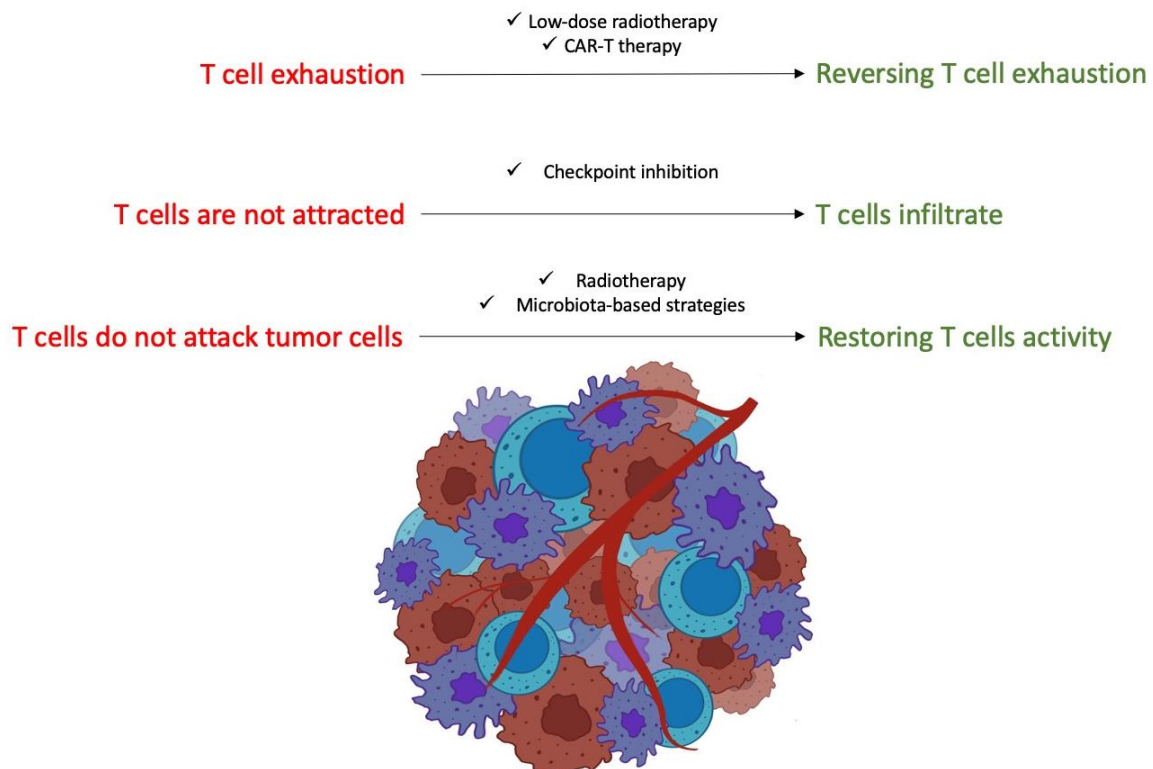 ✓ Low-dose radiotherapy
✓ CAR-T therapy
T cell exhaustion
Reversing T cell exhaustion
✓ Checkpoint inhibition
T cells are not attracted
T cells infiltrate
✓ Radiotherapy
✓ Microbiota-based strategies
T cells do not attack tumor cells
Restoring T cells activity